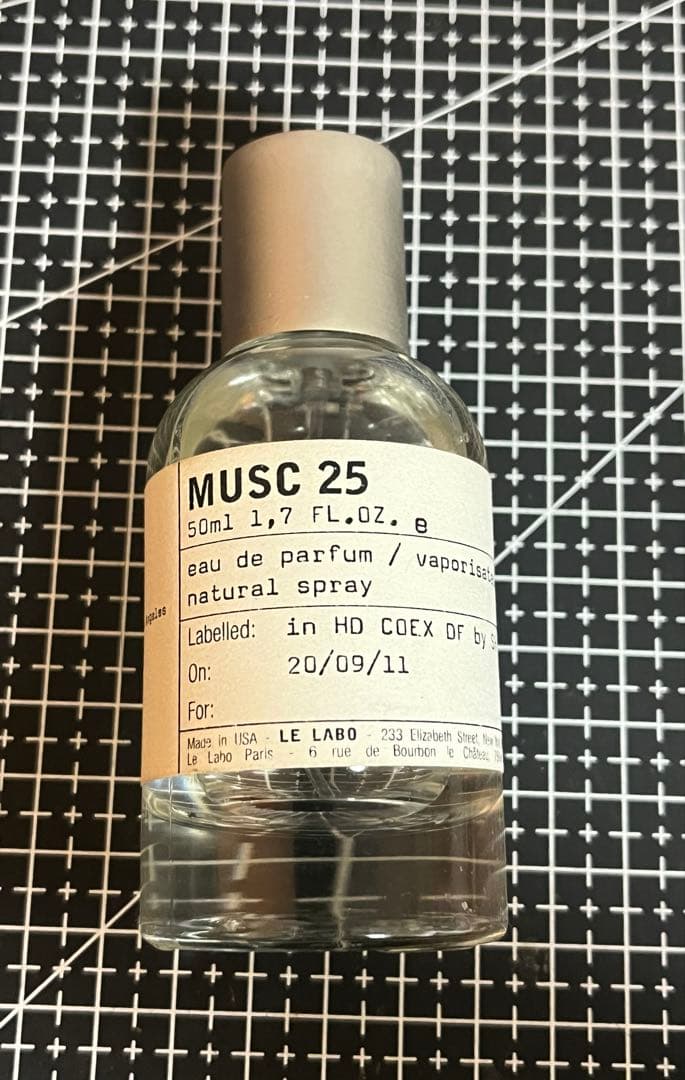 MUSC 25
50ml 1,7 FL.OZ. e
eau de parfum /
natural spray
Labelled: in HD COEX DF by
On: 20/09/11
For:
Made in USA - LE LABO - 233 Elizabeth Street, New
Le Labo Paris - 6 rue de Bourbon le